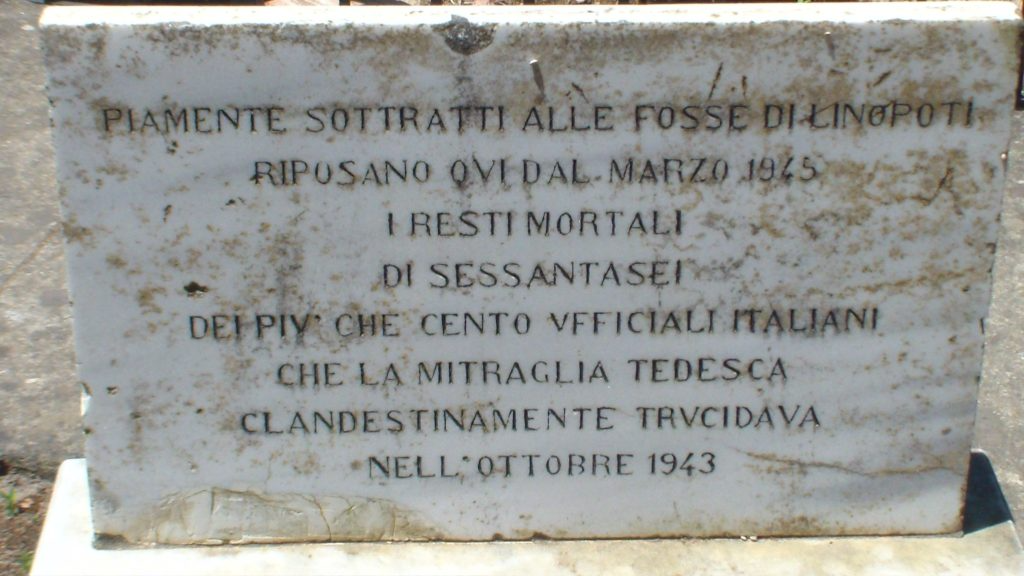 PIAMENTE SOTTRATTI ALLE FOSSE DI LINOPOTI
RIPOSANO QVI DAL MARZO 1945
I RESTI MORTALI
DI SESSANTASEI
DEI PIV' CHE CENTO VFFICIALI ITALIANI
CHE LA MITRAGLIA TEDESCA
CLANDESTINAMENTE TRVCIDAVA
NELL'OTTOBRE 1943